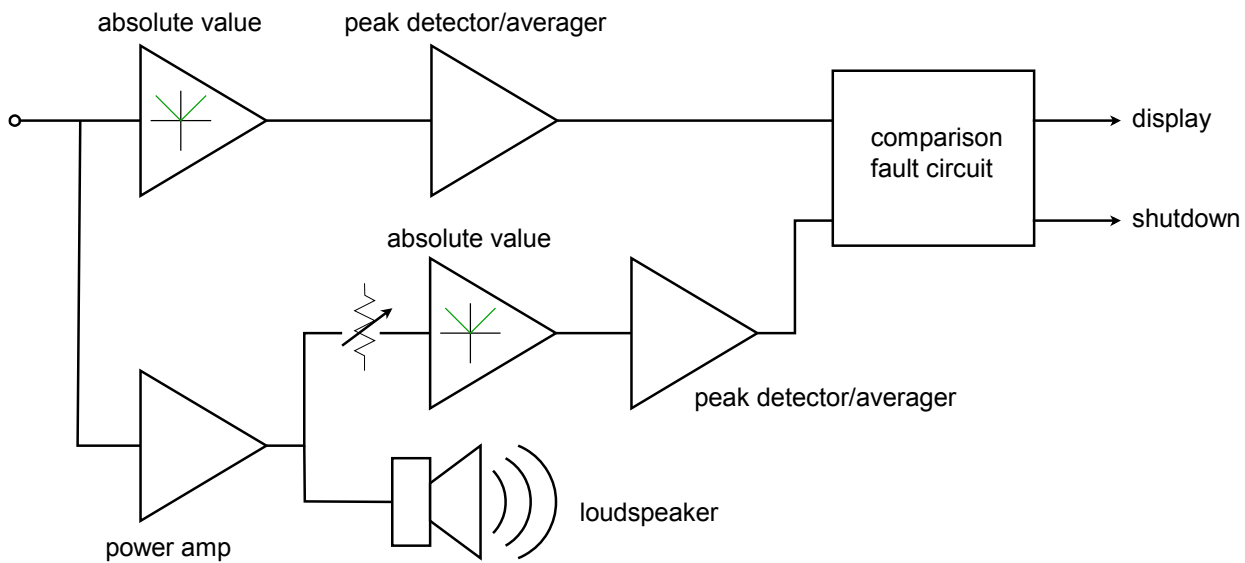 absolute value
peak detector/averager
comparison
fault circuit
display
shutdown
absolute value
peak detector/averager
loudspeaker
power amp